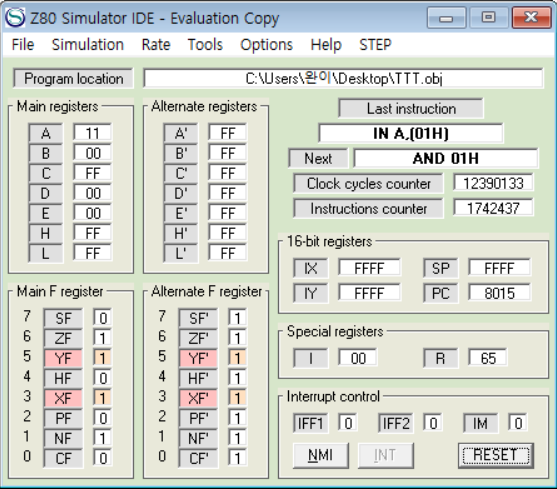 Z80 Simulator IDE - Evaluation Copy
File Simulation Rate Tools Options Help STEP
Program location C:\Users\완이\Desktop\TTT.obj
Main registers
A 11
B 00
C FF
D 00
E 00
H FF
L FF
Alternate registers
A' FF
B' FF
C' FF
D' FF
E' FF
H' FF
L' FF
Last instruction
IN A,(01H)
Next AND 01H
Clock cycles counter 12390133
Instructions counter 1742437
16-bit registers
IX FFFF SP FFFF
IY FFFF PC 8015
Main F register
7 SF 0
6 ZF 1
5 YF 1
4 HF 0
3 XF 1
2 PF 0
1 NF 1
0 CF 0
Alternate F register
7 SF' 1
6 ZF' 1
5 YF' 1
4 HF' 1
3 XF' 1
2 PF' 1
1 NF' 1
0 CF' 1
Special registers
I 00 R 65
Interrupt control
IFF1 0 IFF2 0 IM 0
NMI INT RESET